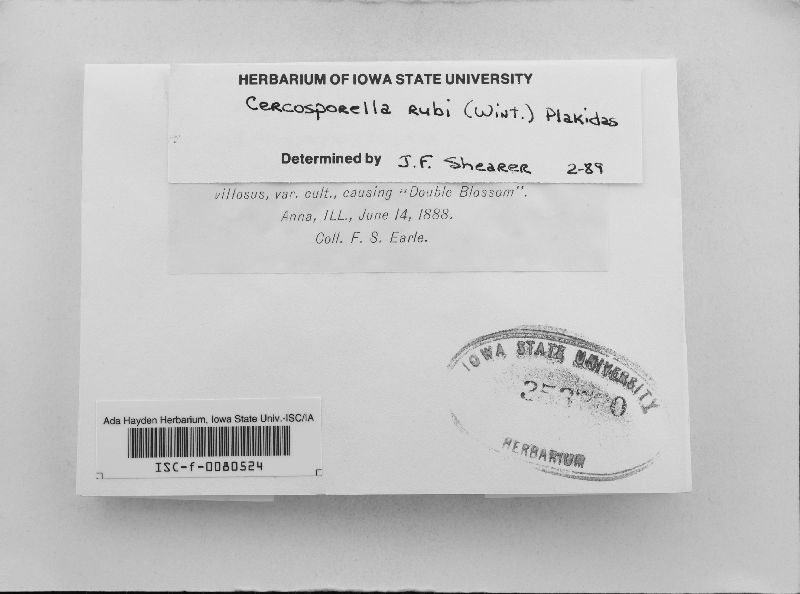 HERBARIUM OF IOWA STATE UNIVERSITY
Cercosporella rubi (Wint.) Plakidas
Determined by J.F. Shearer 2-89
villosus, var. cult., causing "Double Blossom".
Anna, ILL., June 14, 1888.
Coll. F. S. Earle.
IOWA STATE UNIVERSITY
HERBARIUM
Ada Hayden Herbarium, Iowa State Univ.-ISC/IA
ISC-f-0080524